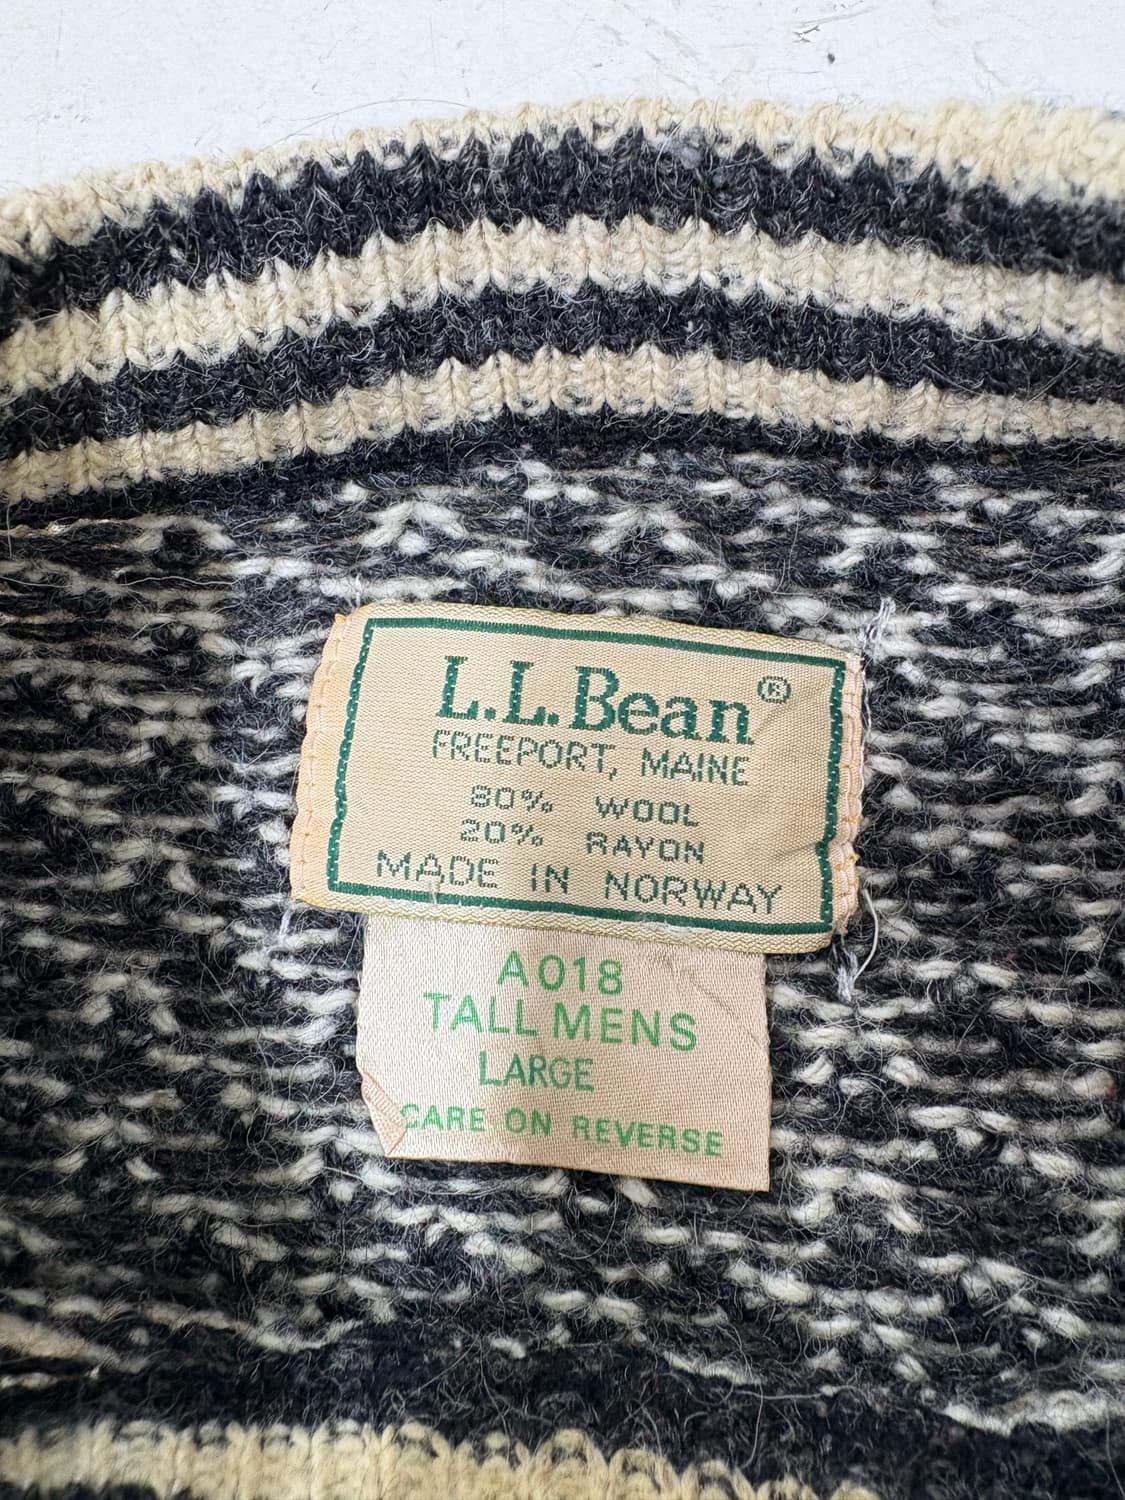 L.L.Bean®
FREEPORT, MAINE
80% WOOL
20% RAYON
MADE IN NORWAY
A018
TALL MENS
LARGE
CARE ON REVERSE